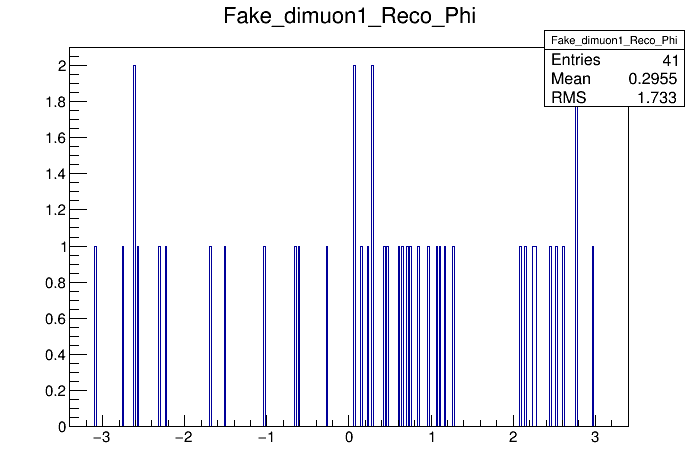 Fake_dimuon1_Reco_Phi
Fake_dimuon1_Reco_Phi
Entries 41
Mean 0.2955
RMS 1.733
2
1.8
1.6
1.4
1.2
1
0.8
0.6
0.4
0.2
0
−3 −2 −1 0 1 2 3